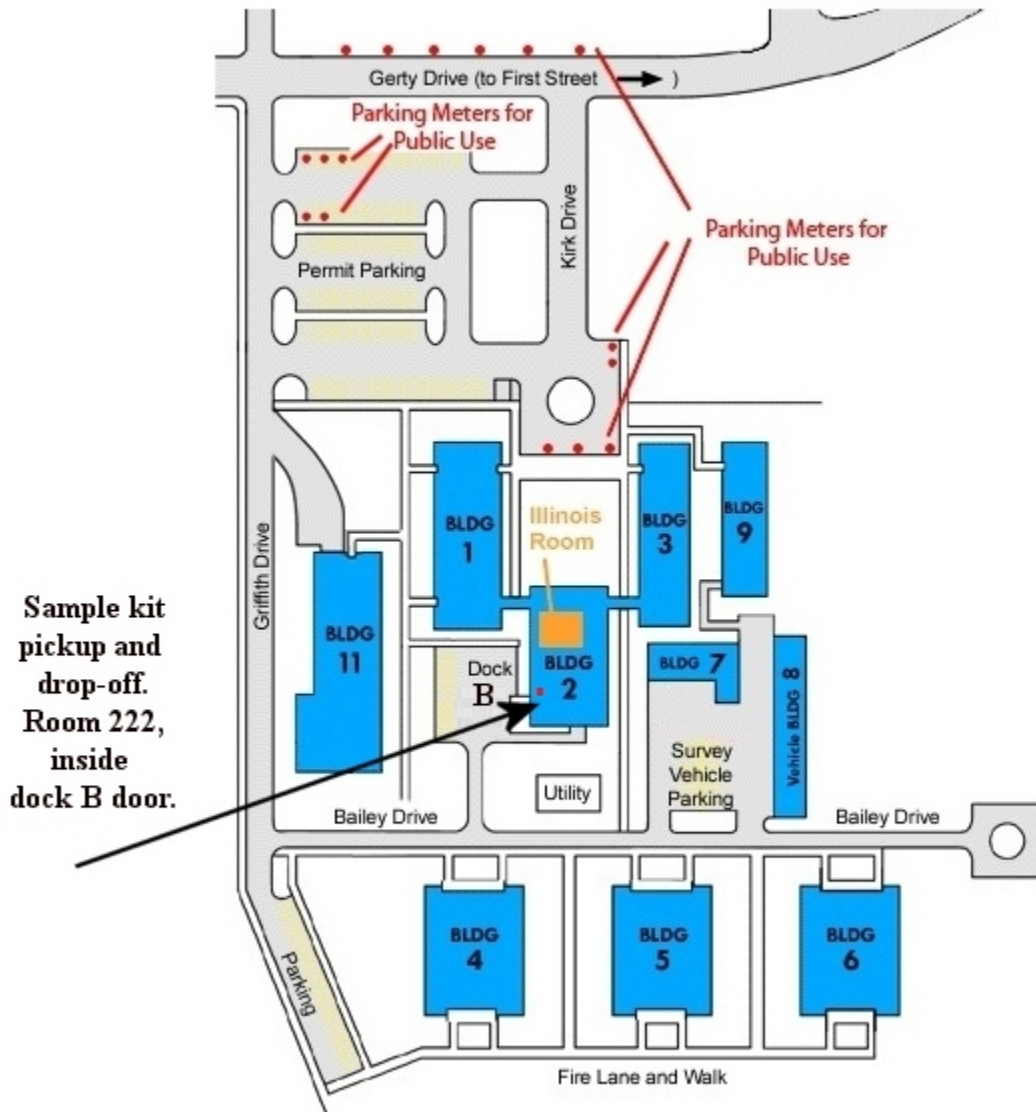 Gerty Drive (to First Street → )
Parking Meters for
Public Use
Kirk Drive
Parking Meters for
Public Use
Permit Parking
Griffith Drive
BLDG
1
Illinois
Room
BLDG
3
BLDG
9
BLDG
11
Sample kit
pickup and
drop-off.
Room 222,
inside
dock B door.
Dock
B
BLDG
2
BLDG 7
Vehicle BLDG 8
Survey
Vehicle
Parking
Utility
Bailey Drive
Bailey Drive
BLDG
4
BLDG
5
BLDG
6
Parking
Fire Lane and Walk